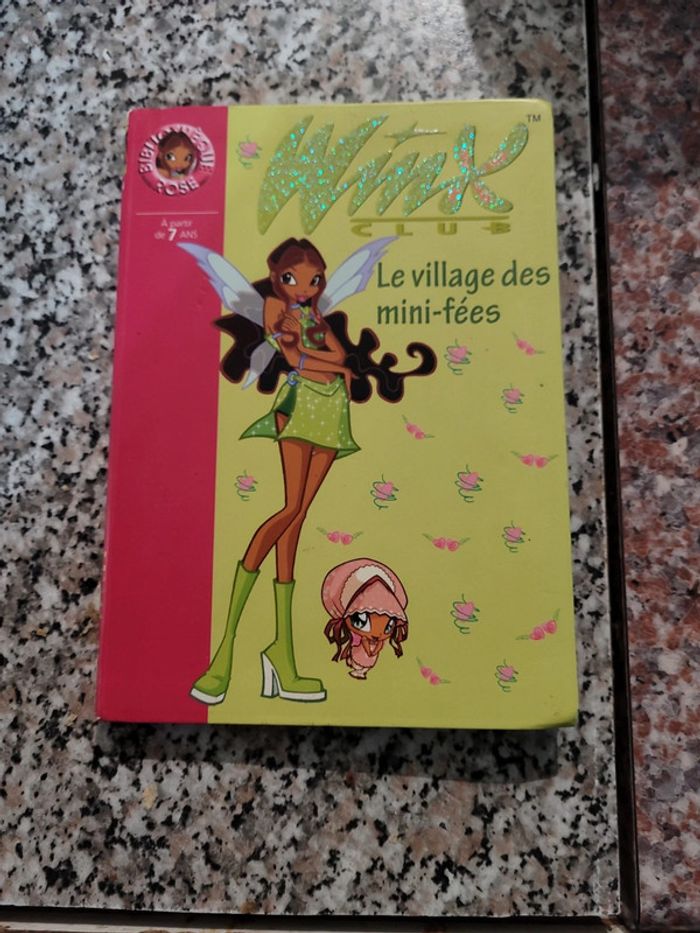 BIBLIOTHÈQUE
ROSE
À partir
de 7 ANS
Winx
TM
CLUB
Le village des
mini-fées